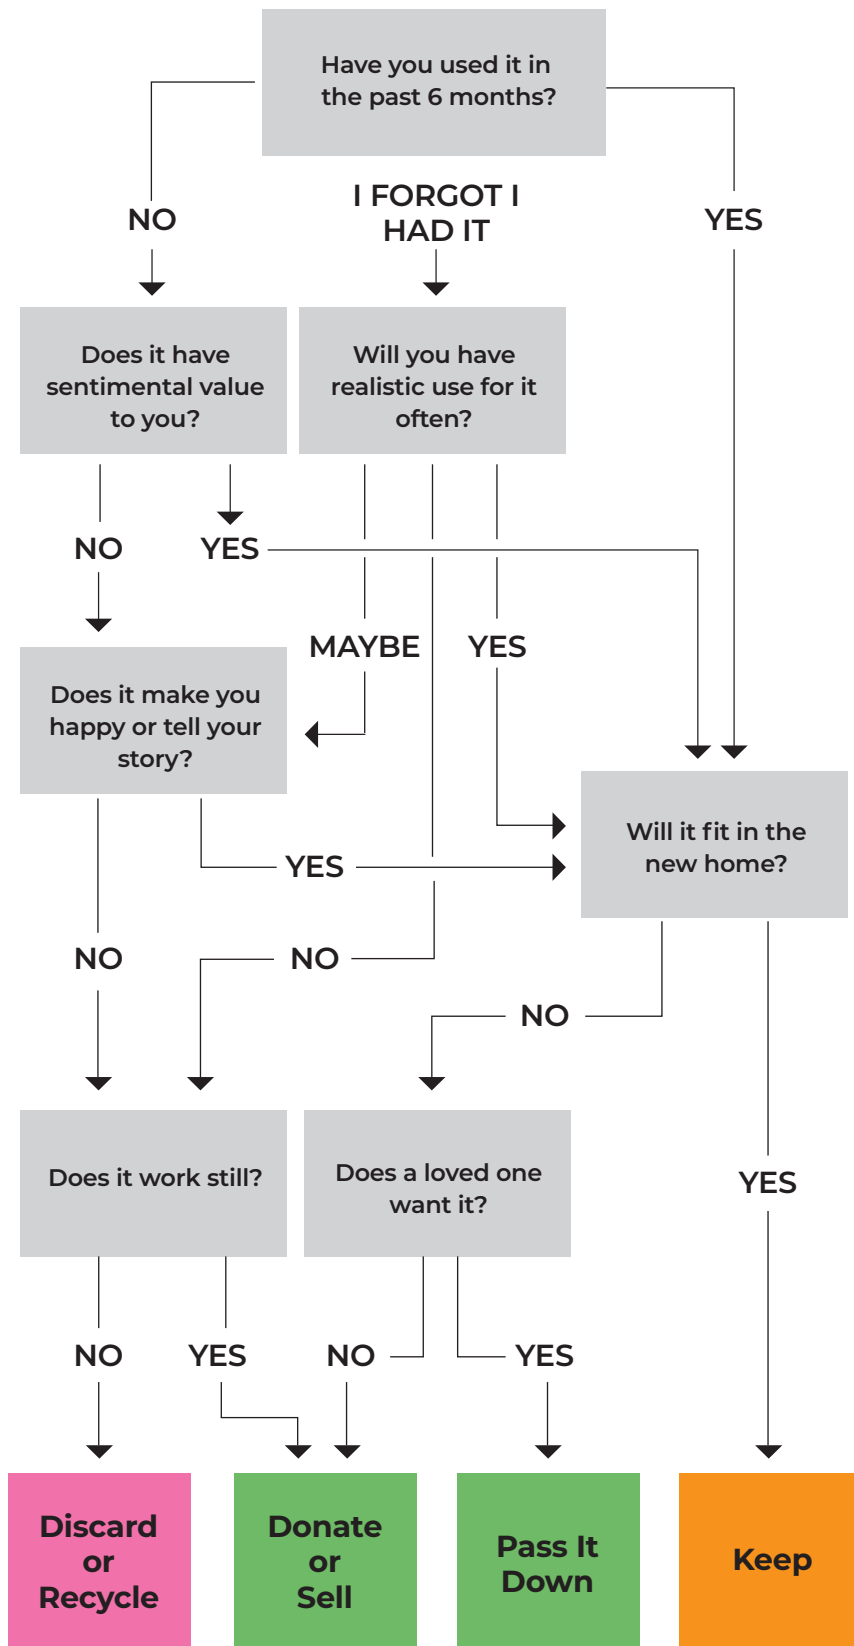 Have you used it in
the past 6 months?
I FORGOT I
HAD IT
NO
YES
Does it have
sentimental value
to you?
Will you have
realistic use for it
often?
NO
YES
MAYBE
YES
Does it make you
happy or tell your
story?
Will it fit in the
new home?
YES
NO
NO
NO
Does it work still?
Does a loved one
want it?
YES
NO
YES
NO
YES
Discard
or
Recycle
Donate
or
Sell
Pass It
Down
Keep